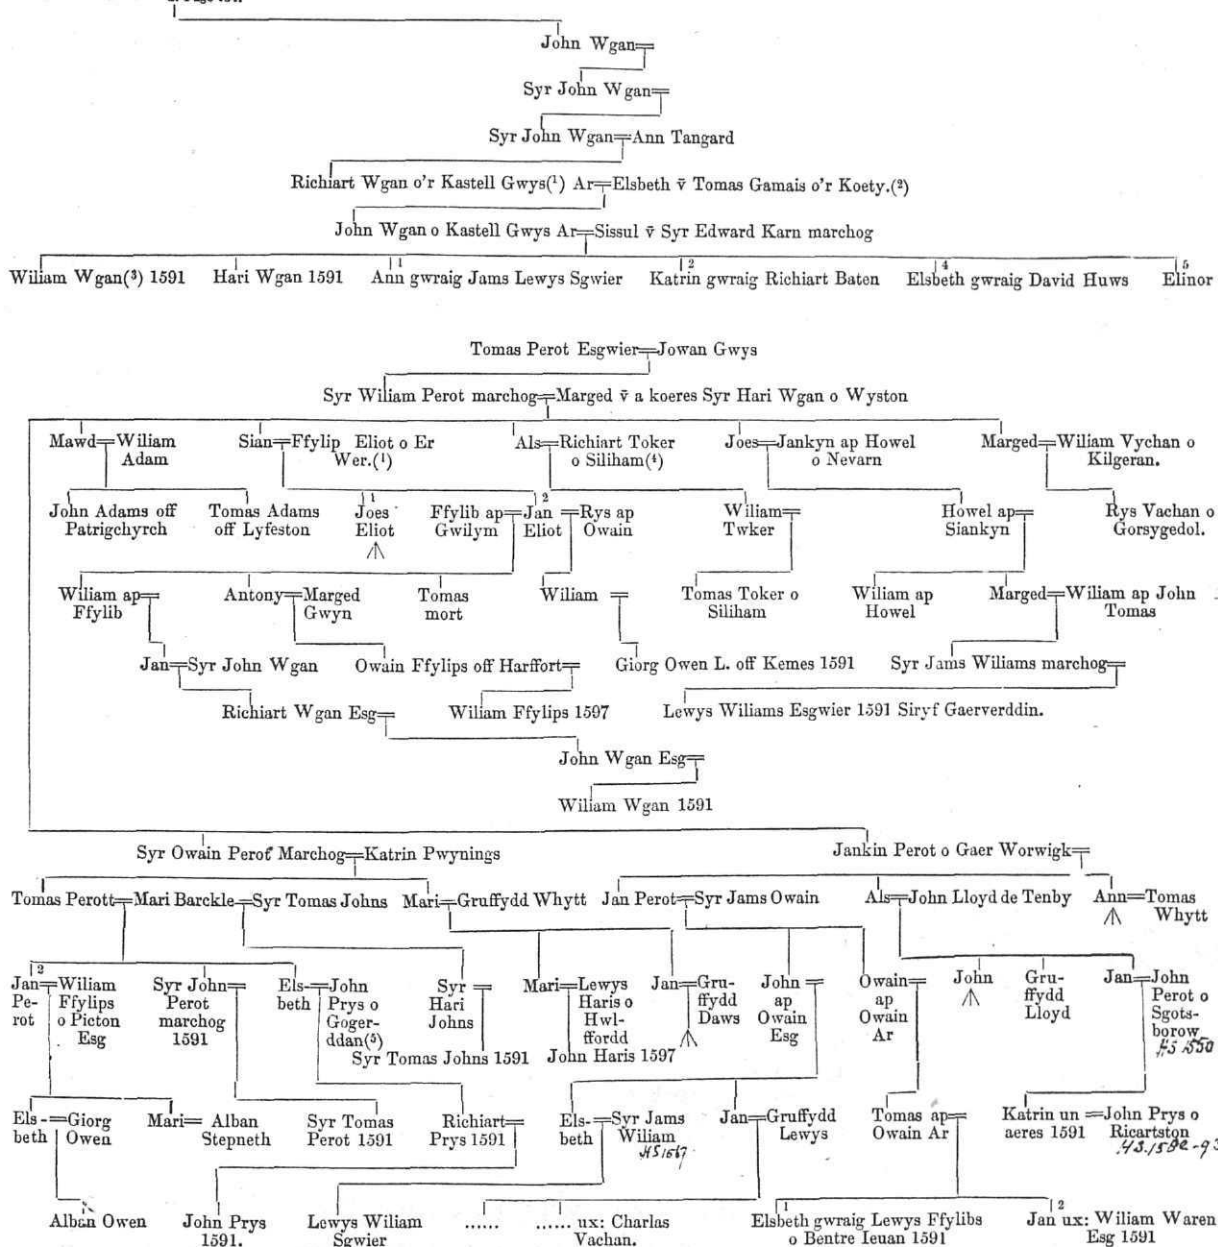 John Wgan
Syr John Wgan
Syr John Wgan Ann Tangard
Richiart Wgan o'r Kastell Gwys(¹) Ar Elsbeth v̄ Tomas Gamais o'r Koety.(²)
John Wgan o Kastell Gwys Ar Sissul v̄ Syr Edward Karn marchog
1 2 4 5
Wiliam Wgan(³) 1591 Hari Wgan 1591 Ann gwraig Jams Lewys Sgwier Katrin gwraig Richiart Baten Elsbeth gwraig David Huws Elinor
Tomas Perot Esgwier Jowan Gwys
Syr Wiliam Perot marchog Marged v̄ a koeres Syr Hari Wgan o Wyston
Mawd Wiliam Sian Ffylip Eliot o Er Als Richiart Toker Joes Jankyn ap Howel Marged Wiliam Vychan o
Adam Wer.(¹) o Siliham(⁴) o Nevarn Kilgeran.
1 2
John Adams off Tomas Adams Joes Ffylib ap Jan Rys ap Wiliam Howel ap Rys Vachan o
Patrigchyrch off Lyfeston Eliot Gwilym Eliot Owain Twker Siankyn Gorsygedol.
Wiliam ap Antony Marged Tomas Wiliam Tomas Toker o Wiliam ap Marged Wiliam ap John
Ffylib Gwyn mort Siliham Howel Tomas
Jan Syr John Wgan Owain Ffylips off Harffort Giorg Owen L. off Kemes 1591 Syr Jams Wiliams marchog
Richiart Wgan Esg Wiliam Ffylips 1597 Lewys Wiliams Esgwier 1591 Siryf Gaerverddin.
John Wgan Esg
Wiliam Wgan 1591
Syr Owain Perot Marchog Katrin Pwynings Jankin Perot o Gaer Worwigk
Tomas Perott Mari Barckle Syr Tomas Johns Mari Gruffydd Whytt Jan Perot Syr Jams Owain Als John Lloyd de Tenby Ann Tomas
Whytt
2
Jan Wiliam Syr John Els- John Syr Mari Lewys Jan Gru- John Owain John Gru- Jan John
Pe- Ffylips Perot beth Prys o Hari Haris o ffydd ap ap ffydd Perot o
rot o Picton marchog Goger- Johns Hwl- Daws Owain Owain Lloyd Sgots-
Esg 1591 ddan(⁵) ffordd Esg Ar borow
Syr Tomas Johns 1591 John Haris 1597 HS 1550
Els- Giorg Mari Alban Syr Tomas Richiart Els- Syr Jams Jan Gruffydd Tomas ap Katrin un John Prys o
beth Owen Stepneth Perot 1591 Prys 1591 beth Wiliam Lewys Owain Ar aeres 1591 Ricartston
HS 1567 HS. 1582-93
1 2
Alban Owen John Prys Lewys Wiliam ...... ...... ux: Charlas Elsbeth gwraig Lewys Ffylibs Jan ux: Wiliam Waren
1591. Sgwier Vachan. o Bentre Ieuan 1591 Esg 1591